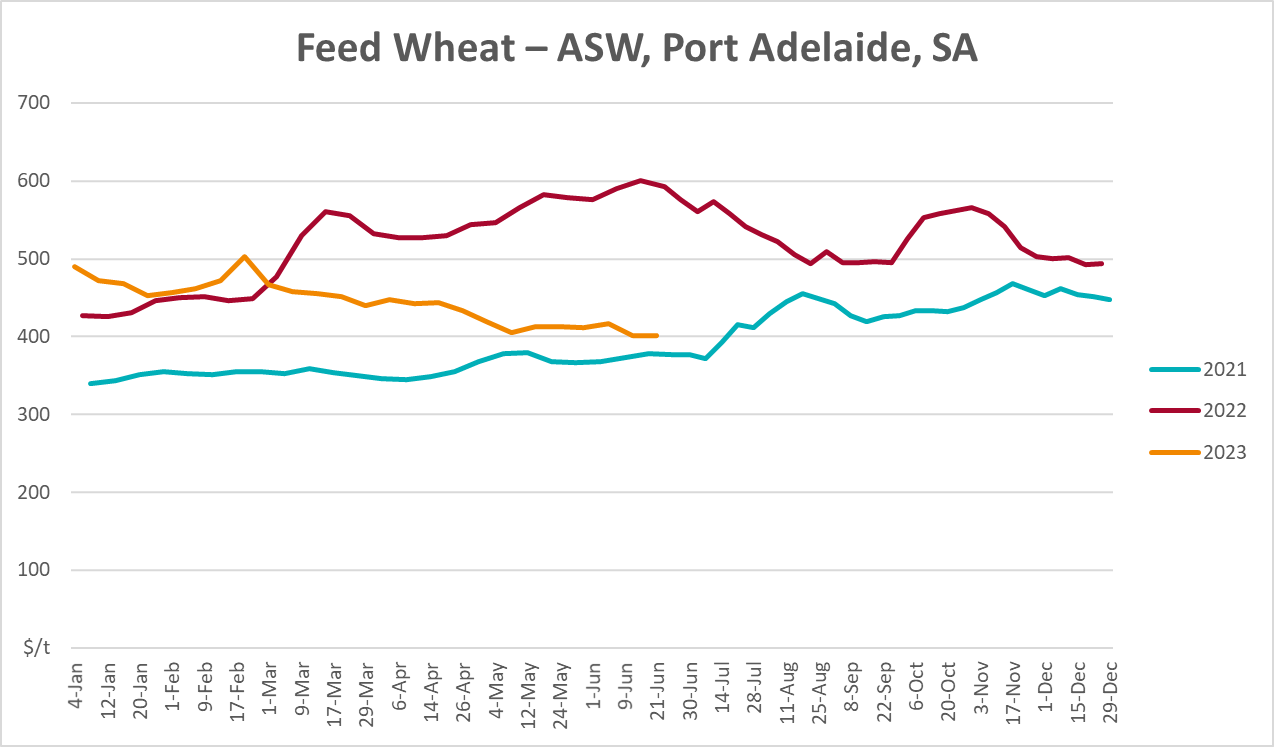 Feed Wheat – ASW, Port Adelaide, SA
700
600
500
400
300
200
100
$/t
4-Jan
12-Jan
20-Jan
1-Feb
9-Feb
17-Feb
1-Mar
9-Mar
17-Mar
29-Mar
6-Apr
14-Apr
26-Apr
4-May
12-May
24-May
1-Jun
9-Jun
21-Jun
30-Jun
14-Jul
28-Jul
11-Aug
25-Aug
8-Sep
22-Sep
6-Oct
20-Oct
3-Nov
17-Nov
1-Dec
15-Dec
29-Dec
2021
2022
2023